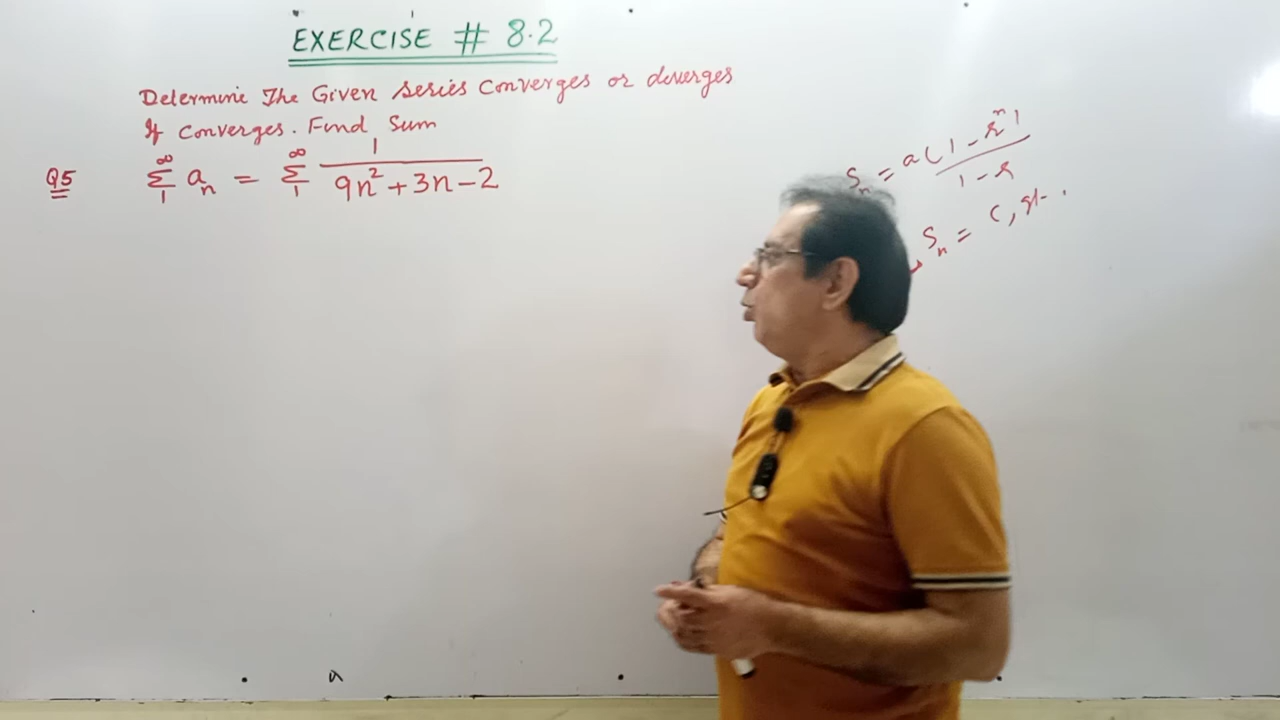 EXERCISE # 8.2
Determine The Given series converges or diverges
If converges. Find Sum
Q5 ∑₁^∞ aₙ = ∑₁^∞ 1/(9n² + 3n - 2)
Sₙ = a(1 - rⁿ)/(1 - r)
Sₙ =
a